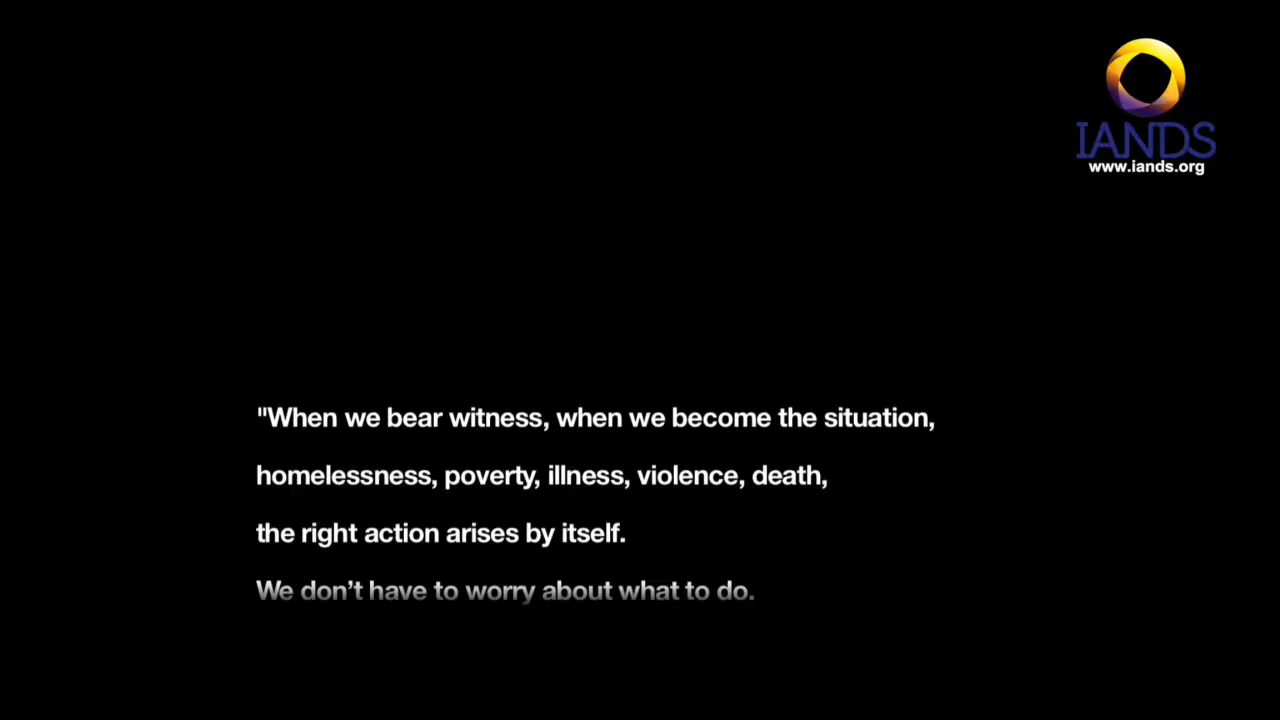 IANDS
www.iands.org
"When we bear witness, when we become the situation,
homelessness, poverty, illness, violence, death,
the right action arises by itself.
We don’t have to worry about what to do.